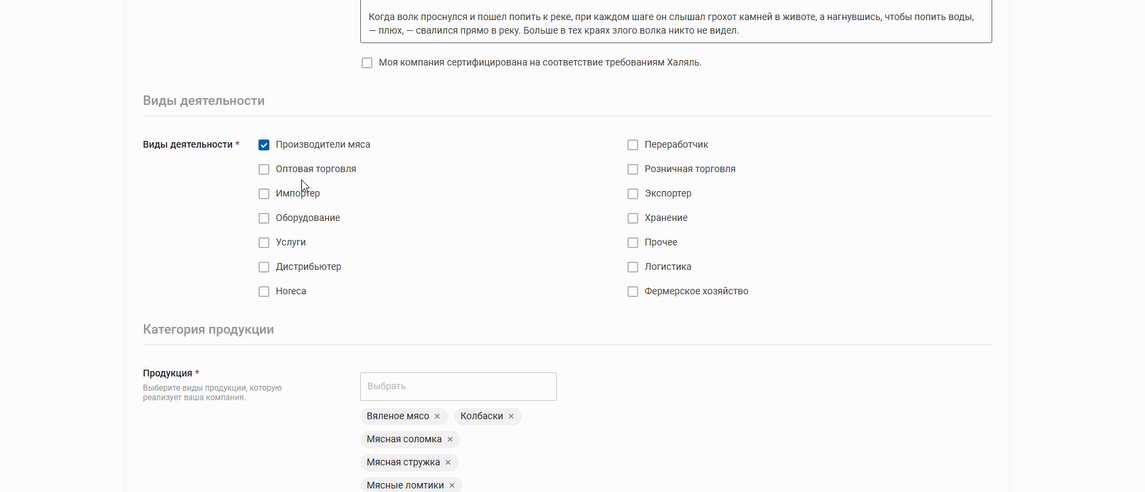 Когда волк проснулся и пошел попить к реке, при каждом шаге он слышал грохот камней в животе, а нагнувшись, чтобы попить воды,
— плюх, — свалился прямо в реку. Больше в тех краях злого волка никто не видел.
Моя компания сертифицирована на соответствие требованиям Халяль.
Виды деятельности
Виды деятельности *
Производители мяса
Переработчик
Оптовая торговля
Розничная торговля
Импортер
Экспортер
Оборудование
Хранение
Услуги
Прочее
Дистрибьютер
Логистика
Horeca
Фермерское хозяйство
Категория продукции
Продукция *
Выберите виды продукции, которую
реализует ваша компания.
Выбрать
Вяленое мясо ×
Колбаски ×
Мясная соломка ×
Мясная стружка ×
Мясные ломтики ×